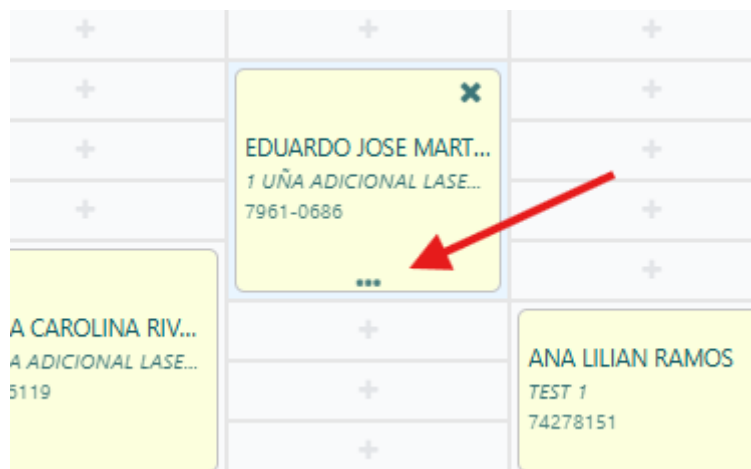 EDUARDO JOSE MART...
1 UÑA ADICIONAL LASE...
7961-0686
A CAROLINA RIV...
A ADICIONAL LASE...
5119
ANA LILIAN RAMOS
TEST 1
74278151